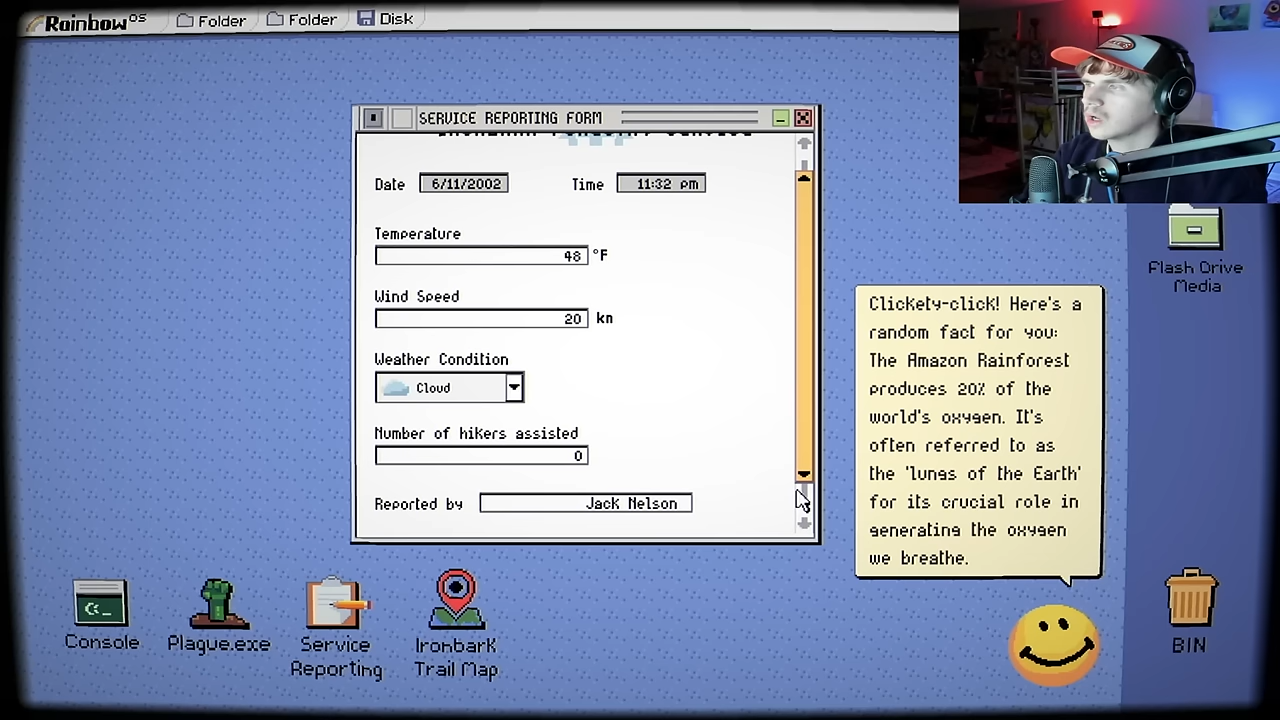 RainbowOS
Folder
Folder
Disk
SERVICE REPORTING FORM
Date 6/11/2002 Time 11:32 pm
Temperature
48 °F
Wind Speed
20 kn
Weather Condition
Cloud
Number of hikers assisted
0
Reported by Jack Nelson
Clickety-click! Here's a
random fact for you:
The Amazon Rainforest
produces 20% of the
world's oxygen. It's
often referred to as
the 'lungs of the Earth'
for its crucial role in
generating the oxygen
we breathe.
Flash Drive
Media
Console
Plague.exe
Service
Reporting
Ironbark
Trail Map
BIN